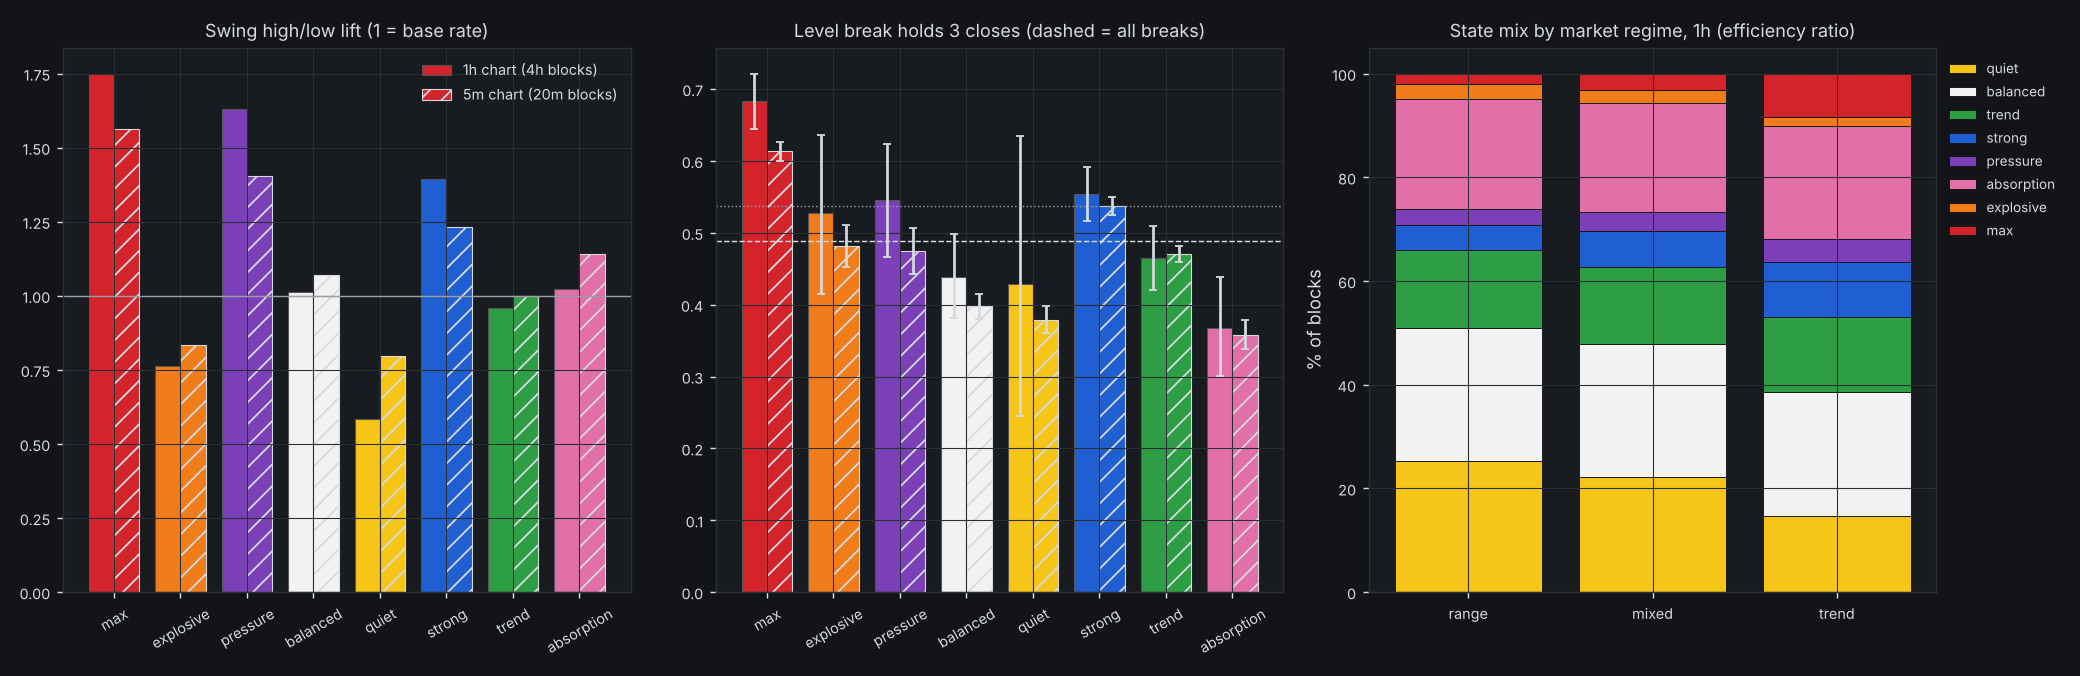 Swing high/low lift (1 = base rate)
1h chart (4h blocks)
5m chart (20m blocks)
1.75
1.50
1.25
1.00
0.75
0.50
0.25
0.00
max
explosive
pressure
balanced
quiet
strong
trend
absorption
Level break holds 3 closes (dashed = all breaks)
0.7
0.6
0.5
0.4
0.3
0.2
0.1
0.0
max
explosive
pressure
balanced
quiet
strong
trend
absorption
State mix by market regime, 1h (efficiency ratio)
% of blocks
100
80
60
40
20
0
range
mixed
trend
quiet
balanced
trend
strong
pressure
absorption
explosive
max